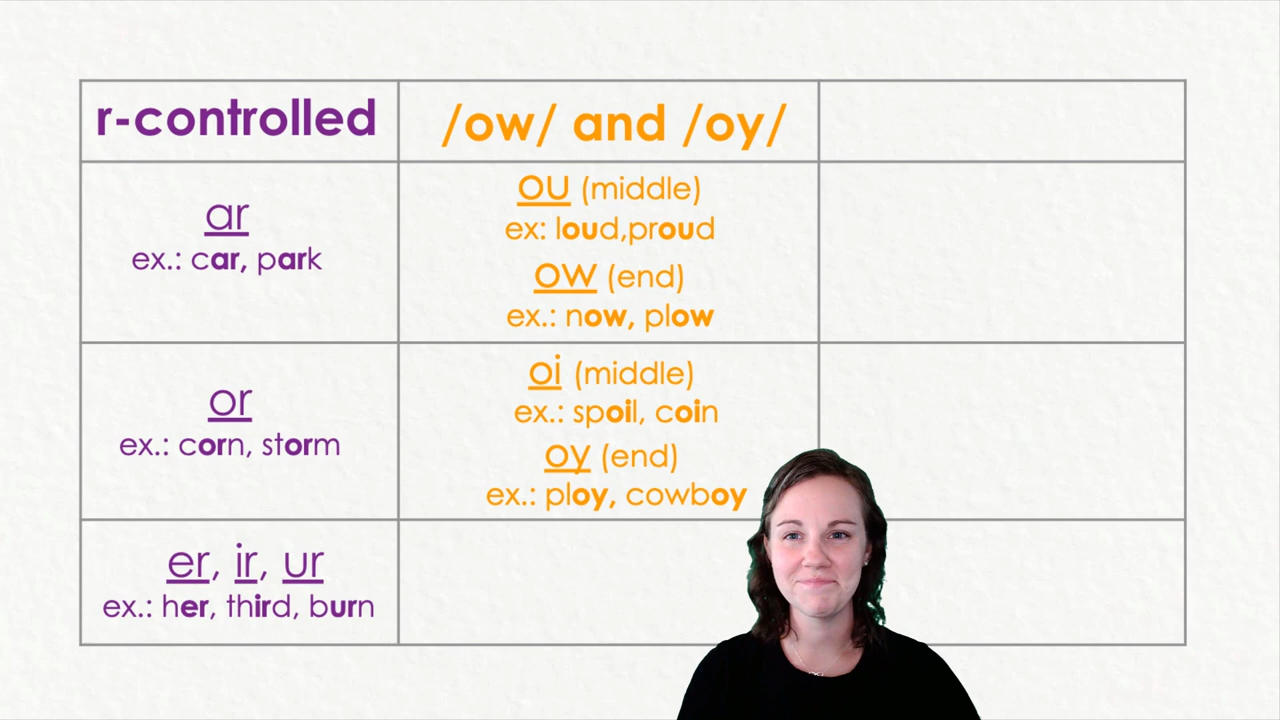 r-controlled
/ow/ and /oy/
ar
ex.: car, park
ou (middle)
ex: loud,proud
ow (end)
ex.: now, plow
or
ex.: corn, storm
oi (middle)
ex.: spoil, coin
oy (end)
ex.: ploy, cowboy
er, ir, ur
ex.: her, third, burn